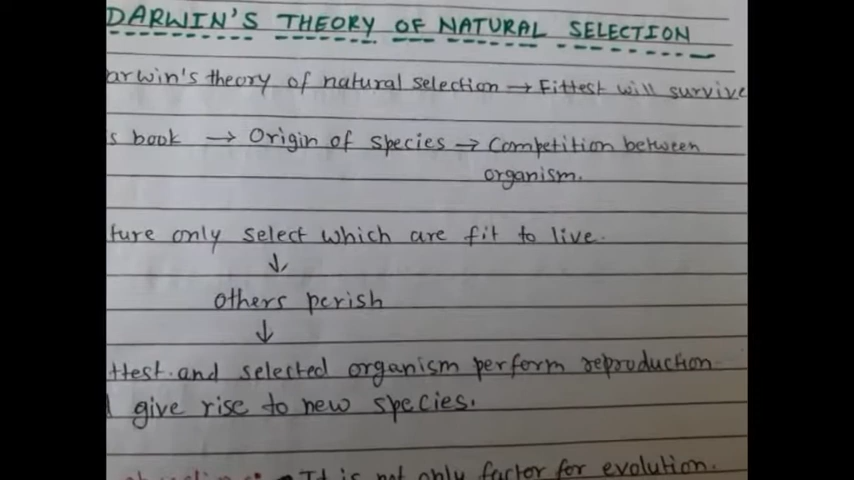 DARWIN'S THEORY OF NATURAL SELECTION
arwin's theory of natural selection → Fittest will survive
s book → Origin of species → Competition between
organism.
ture only select which are fit to live.
↓
others perish
↓
ttest and selected organism perform reproduction
give rise to new species.
It is not only factor for evolution.